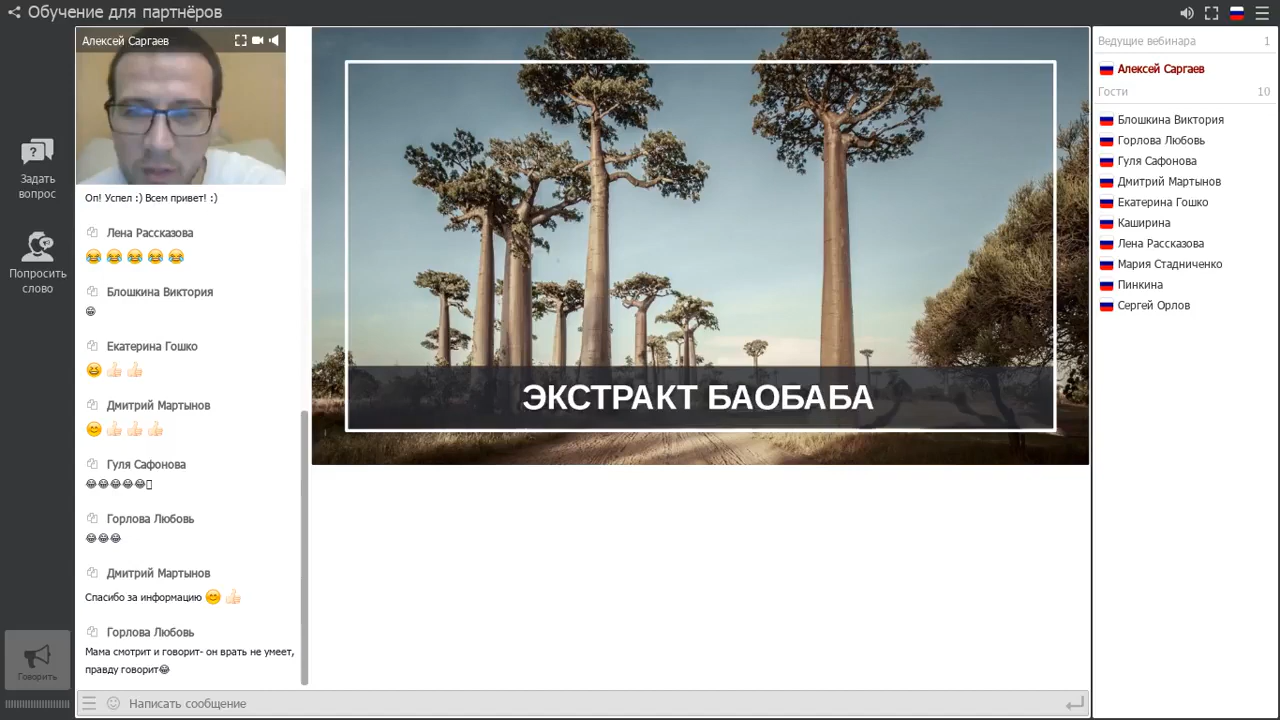 Обучение для партнёров
Задать
вопрос
Попросить
слово
Говорить
Алексей Саргаев
Оп! Успел :) Всем привет! :)
Лена Рассказова
😂 😂 😂 😂 😂
Блошкина Виктория
😁
Екатерина Гошко
😆 👍 👍
Дмитрий Мартынов
😊 👍 👍 👍
Гуля Сафонова
😂😂😂😂😂
Горлова Любовь
😂😂😂
Дмитрий Мартынов
Спасибо за информацию 😊 👍
Горлова Любовь
Мама смотрит и говорит- он врать не умеет,
правду говорит😂
Написать сообщение
ЭКСТРАКТ БАОБАБА
Ведущие вебинара 1
Алексей Саргаев
Гости 10
Блошкина Виктория
Горлова Любовь
Гуля Сафонова
Дмитрий Мартынов
Екатерина Гошко
Каширина
Лена Рассказова
Мария Стадниченко
Пинкина
Сергей Орлов